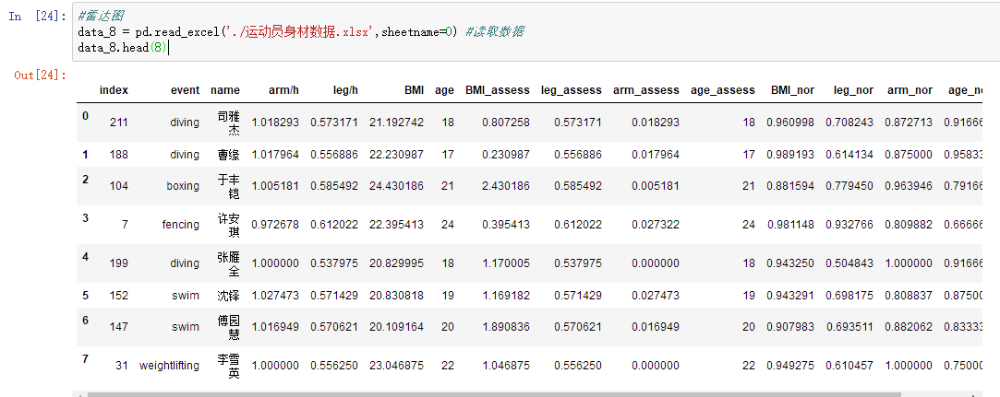 In [24]: #雷达图
data_8 = pd.read_excel('./运动员身材数据.xlsx',sheetname=0) #读取数据
data_8.head(8)
Out[24]:
index event name arm/h leg/h BMI age BMI_assess leg_assess arm_assess age_assess BMI_nor leg_nor arm_nor age_no
0 211 diving 司雅杰 1.018293 0.573171 21.192742 18 0.807258 0.573171 0.018293 18 0.960998 0.708243 0.872713 0.91666
1 188 diving 曹缘 1.017964 0.556886 22.230987 17 0.230987 0.556886 0.017964 17 0.989193 0.614134 0.875000 0.95833
2 104 boxing 于丰铠 1.005181 0.585492 24.430186 21 2.430186 0.585492 0.005181 21 0.881594 0.779450 0.963946 0.79166
3 7 fencing 许安琪 0.972678 0.612022 22.395413 24 0.395413 0.612022 0.027322 24 0.981148 0.932766 0.809882 0.66666
4 199 diving 张雁全 1.000000 0.537975 20.829995 18 1.170005 0.537975 0.000000 18 0.943250 0.504843 1.000000 0.91666
5 152 swim 沈铎 1.027473 0.571429 20.830818 19 1.169182 0.571429 0.027473 19 0.943291 0.698175 0.808837 0.87500
6 147 swim 傅园慧 1.016949 0.570621 20.109164 20 1.890836 0.570621 0.016949 20 0.907983 0.693511 0.882062 0.83333
7 31 weightlifting 李雪英 1.000000 0.556250 23.046875 22 1.046875 0.556250 0.000000 22 0.949275 0.610457 1.000000 0.75000